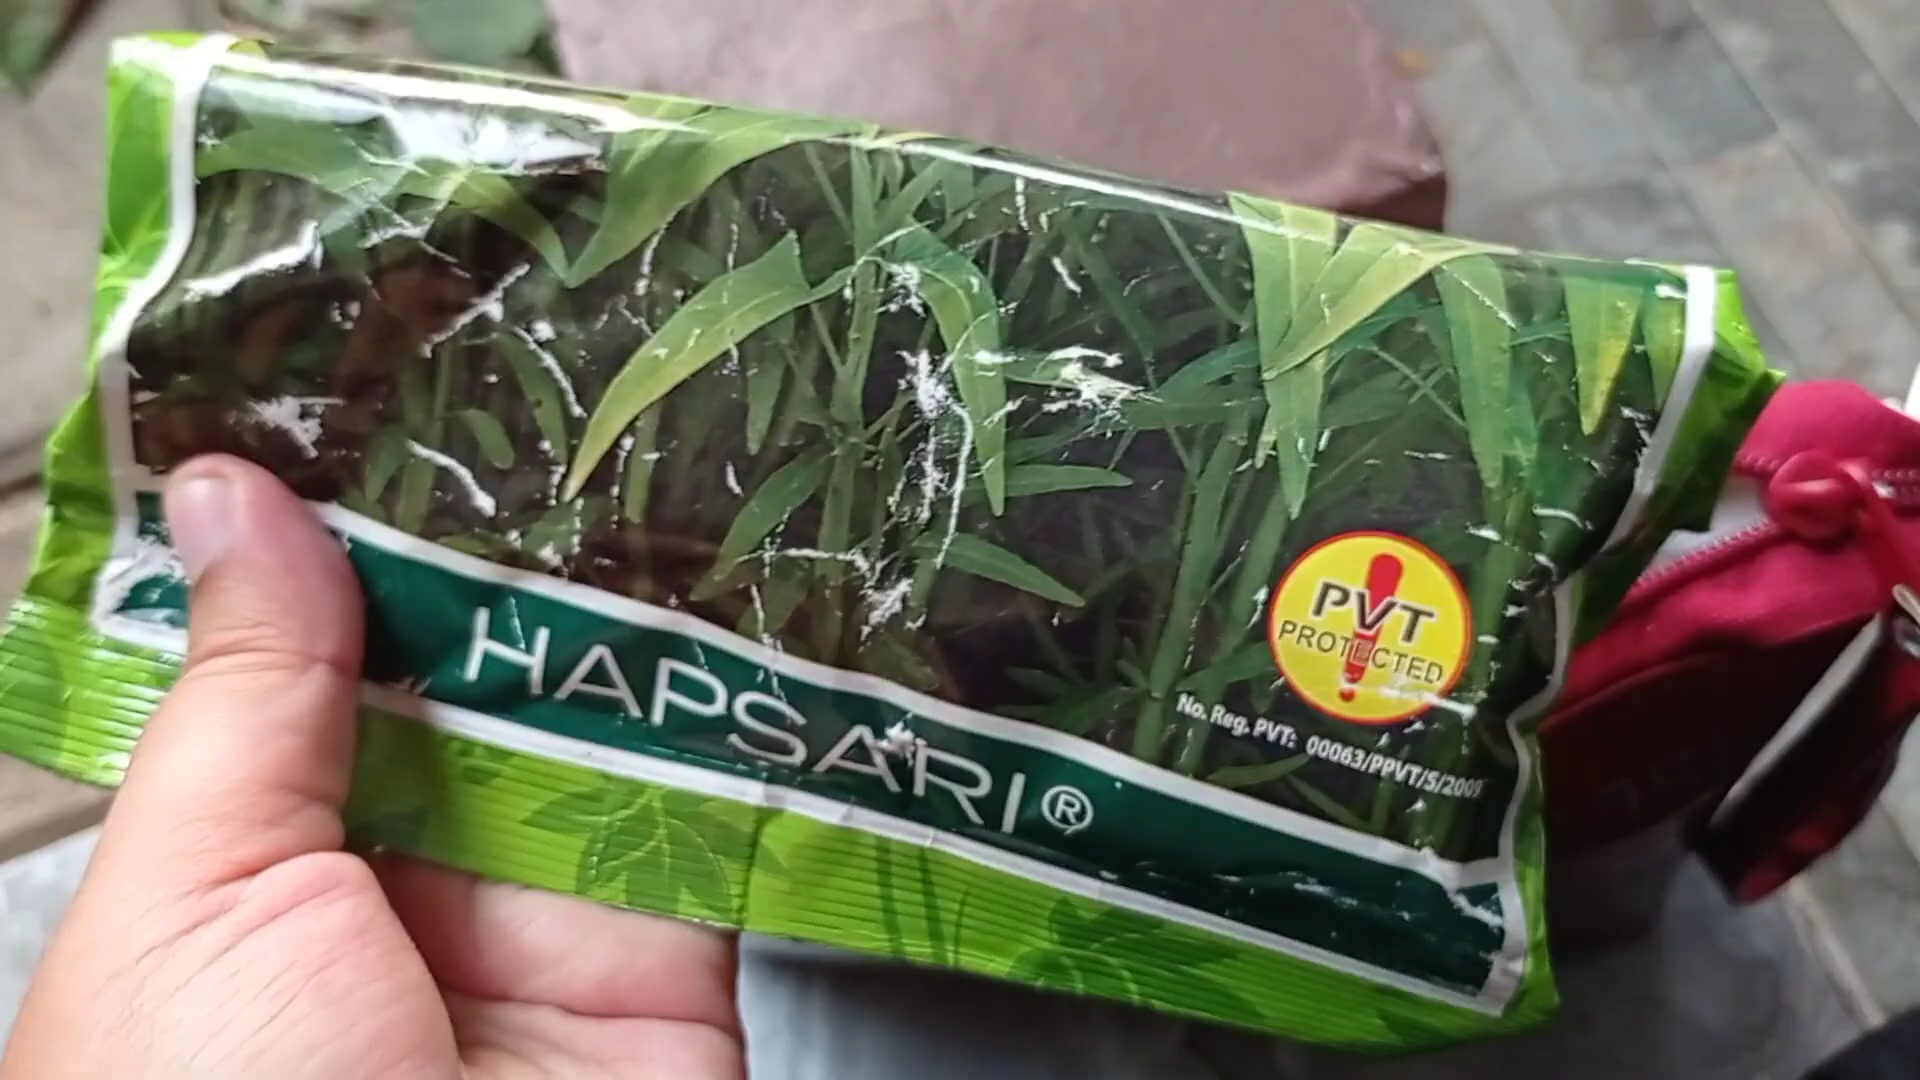 PVT
PROTECTED
No. Reg. PVT: 00063/PPVT/S/2009
HAPSARI®